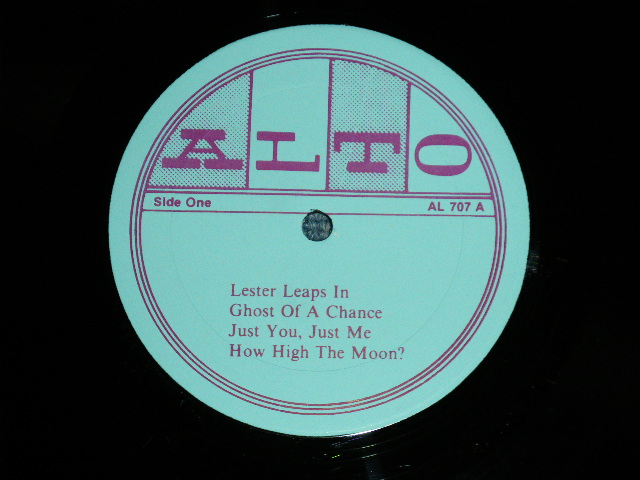 ALTO
Side One
AL 707 A
Lester Leaps In
Ghost Of A Chance
Just You, Just Me
How High The Moon?